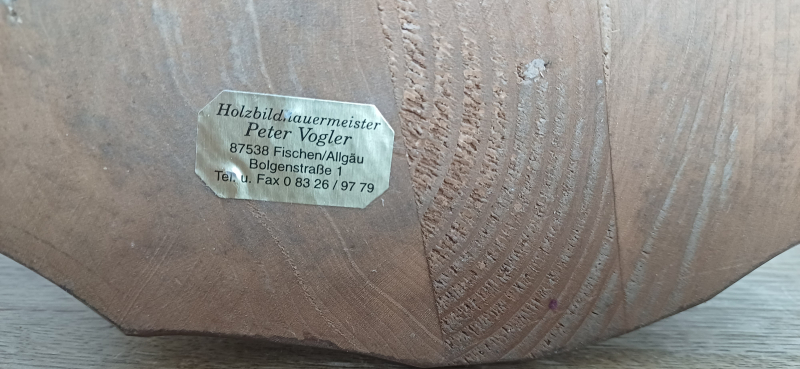 Holzbildhauermeister
Peter Vogler
87538 Fischen/Allgäu
Bolgenstraße 1
Tel. u. Fax 0 83 26 / 97 79